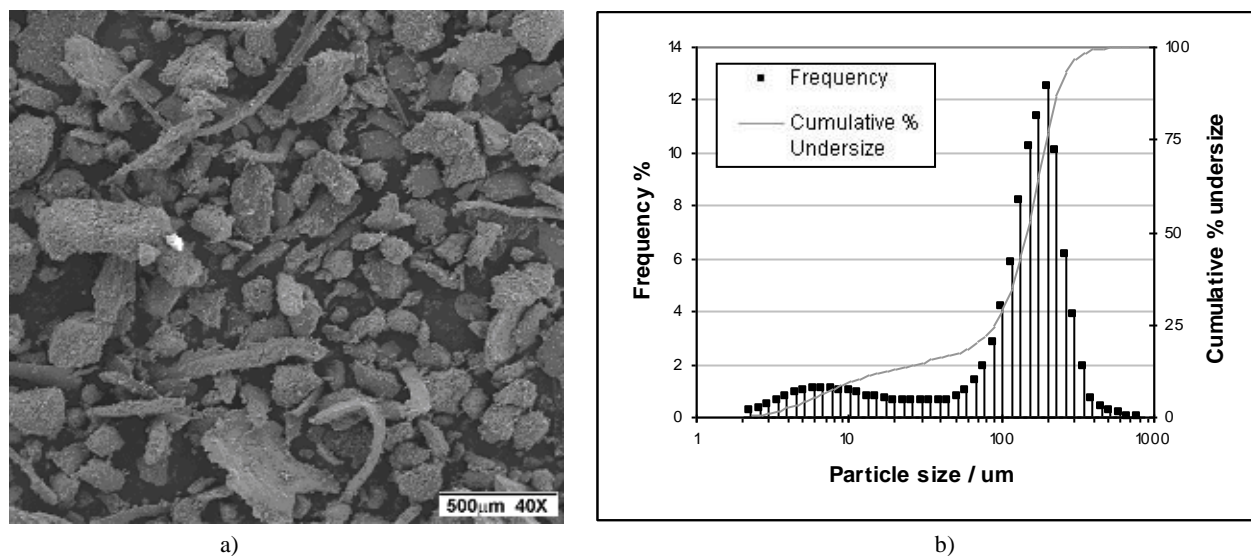 500µm 40X
a)
14
12
10
8
6
4
2
0
Frequency %
Frequency
Cumulative %
Undersize
100
75
50
25
0
Cumulative % undersize
1
10
100
1000
Particle size / um
b)